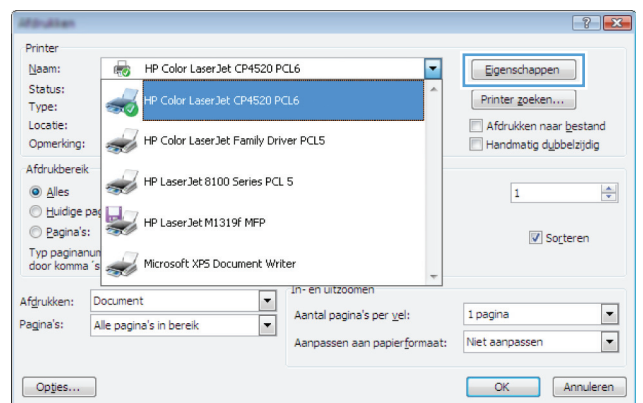 Afdrukken
Printer
Naam: HP Color LaserJet CP4520 PCL6 Eigenschappen
Status: HP Color LaserJet CP4520 PCL6 Printer zoeken...
Type:
Locatie: HP Color LaserJet Family Driver PCL5 Afdrukken naar bestand
Opmerking: Handmatig dubbelzijdig
Afdrukbereik HP LaserJet 8100 Series PCL 5
Alles 1
Huidige pag HP LaserJet M1319f MFP
Pagina's: Sorteren
Typ paginanum
door komma 's Microsoft XPS Document Writer
In- en uitzoomen
Afdrukken: Document
Aantal pagina's per vel: 1 pagina
Pagina's: Alle pagina's in bereik
Aanpassen aan papierformaat: Niet aanpassen
Opties... OK Annuleren